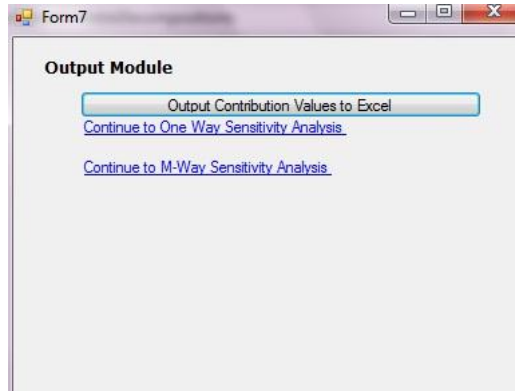 Form7
Output Module
Output Contribution Values to Excel
Continue to One Way Sensitivity Analysis
Continue to M-Way Sensitivity Analysis